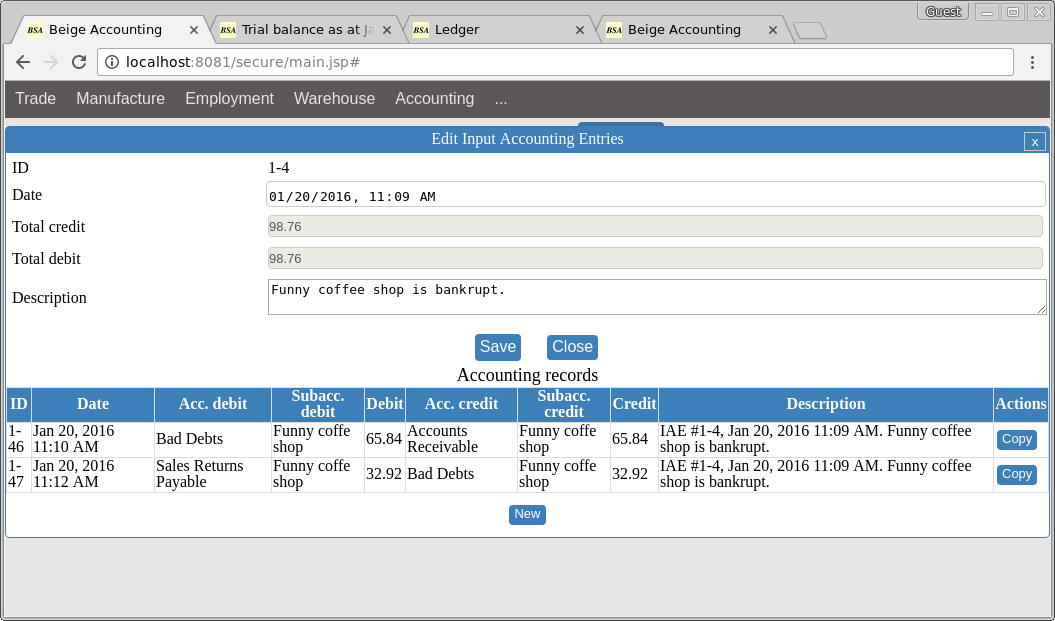 Guest
BSA Beige Accounting
BSA Trial balance as at Ja
BSA Ledger
BSA Beige Accounting
localhost:8081/secure/main.jsp#
Trade Manufacture Employment Warehouse Accounting ...
Edit Input Accounting Entries
x
ID 1-4
Date 01/20/2016, 11:09 AM
Total credit 98.76
Total debit 98.76
Description Funny coffee shop is bankrupt.
Save Close
Accounting records
ID Date Acc. debit Subacc. debit Debit Acc. credit Subacc. credit Credit Description Actions
1-46 Jan 20, 2016 11:10 AM Bad Debts Funny coffe shop 65.84 Accounts Receivable Funny coffe shop 65.84 IAE #1-4, Jan 20, 2016 11:09 AM. Funny coffee shop is bankrupt. Copy
1-47 Jan 20, 2016 11:12 AM Sales Returns Payable Funny coffe shop 32.92 Bad Debts Funny coffe shop 32.92 IAE #1-4, Jan 20, 2016 11:09 AM. Funny coffee shop is bankrupt. Copy
New